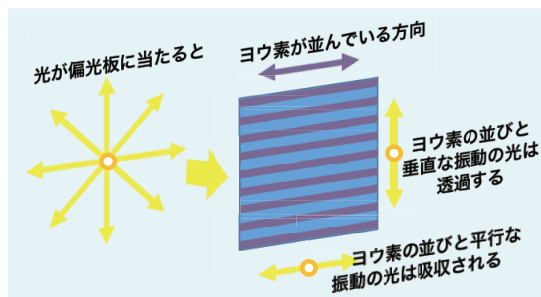 光が偏光板に当たると
ヨウ素が並んでいる方向
ヨウ素の並びと
垂直な振動の光は
透過する
ヨウ素の並びと平行な
振動の光は吸収される